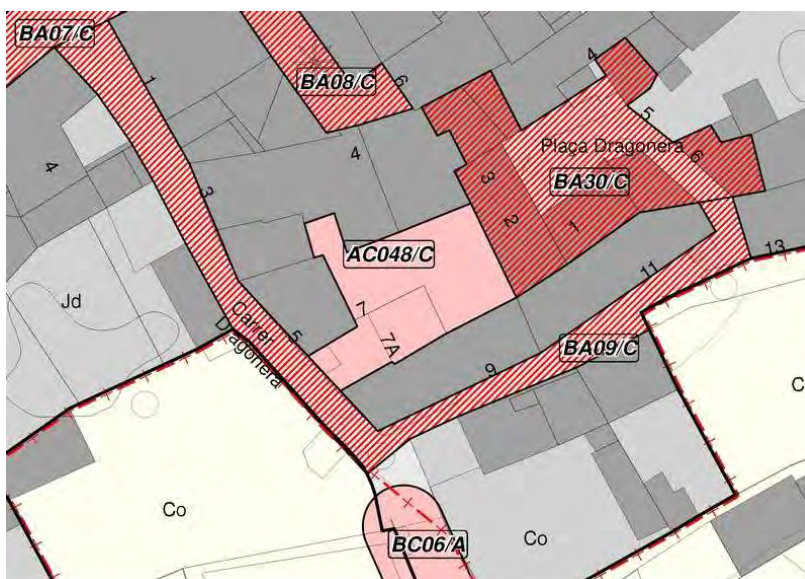 BA07/C
1
BA08/C
6
4
4
5
Plaça Dragonera
6
BA30/C
4
3
3
2
1
AC048/C
13
11
Jd
7
7A
Carrer
Dragonera
5
BA09/C
9
C
Co
Co
BC06/A